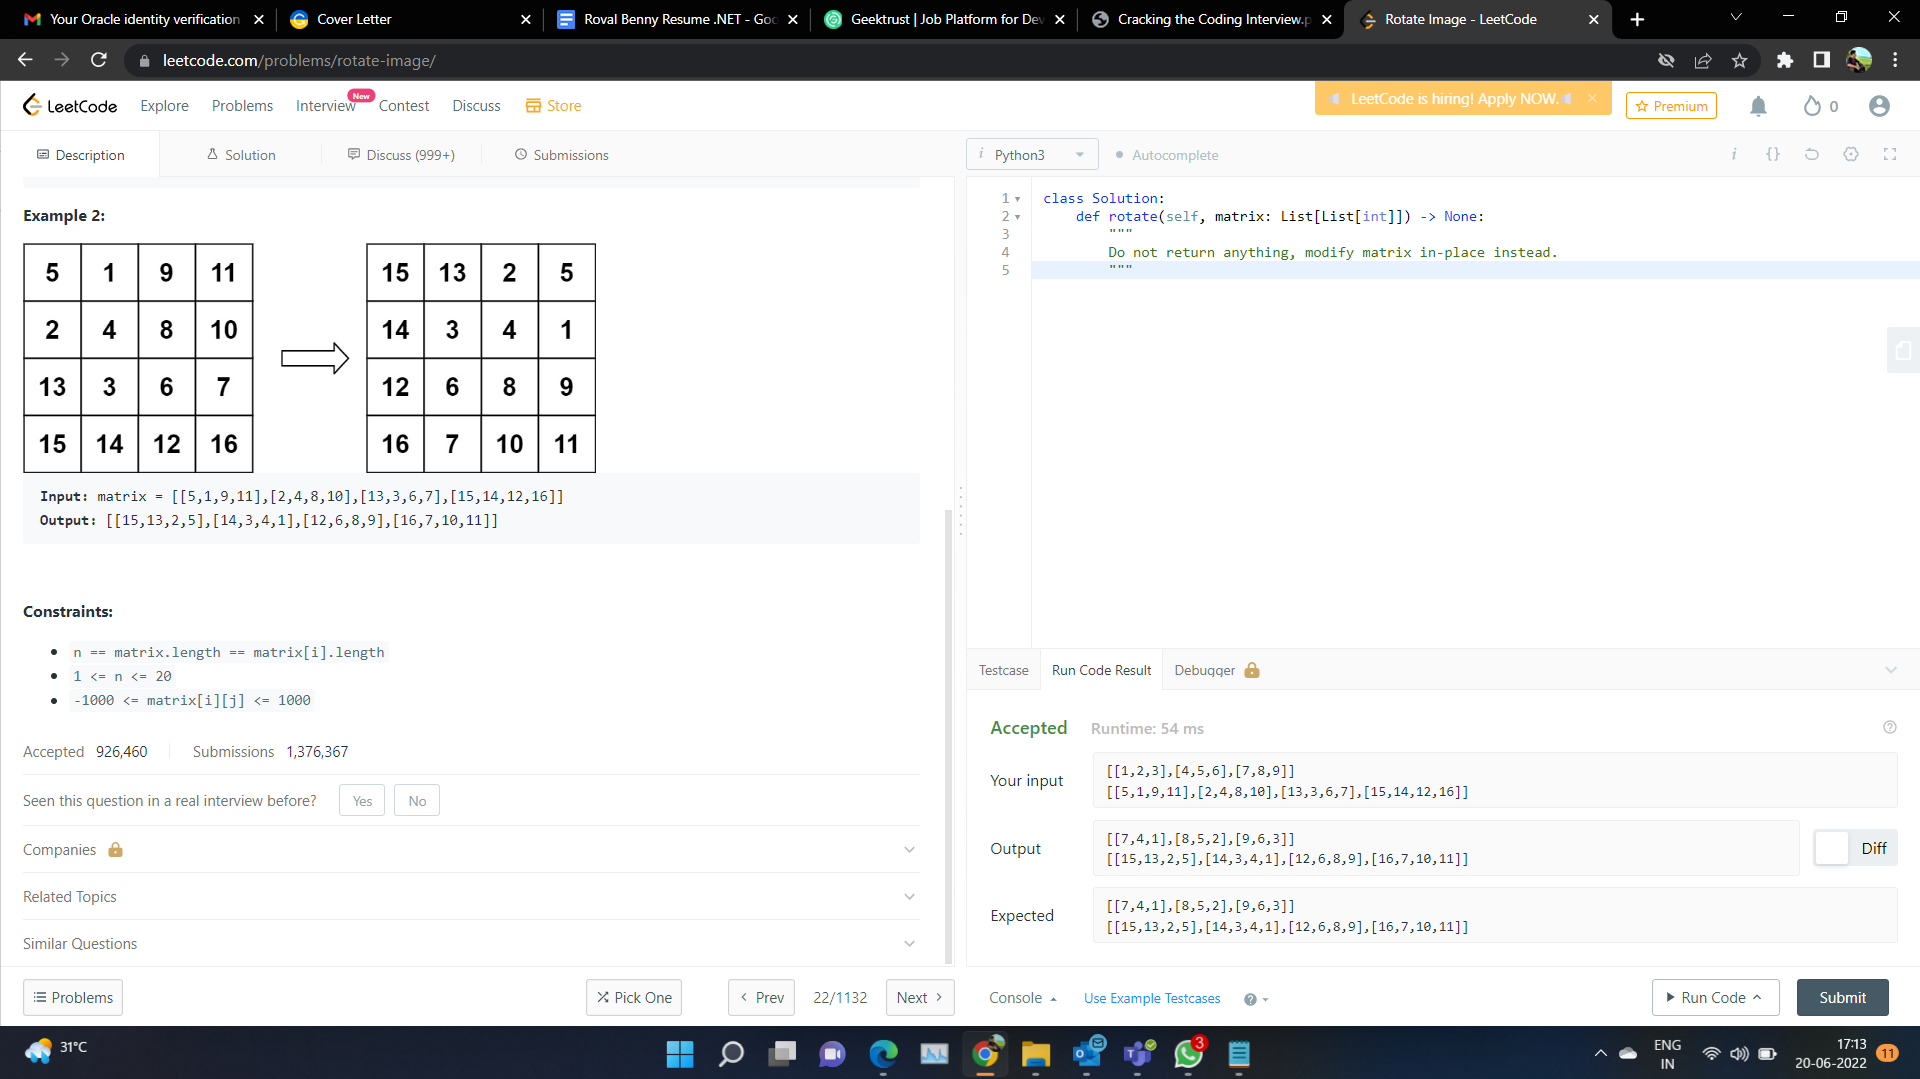 Your Oracle identity verification
Cover Letter
Roval Benny Resume .NET - Goo
Geektrust | Job Platform for Dev
Cracking the Coding Interview.p
Rotate Image - LeetCode
leetcode.com/problems/rotate-image/
LeetCode
Explore
Problems
Interview
New
Contest
Discuss
Store
LeetCode is hiring! Apply NOW.
Premium
0
Description
Solution
Discuss (999+)
Submissions
Python3
Autocomplete
Example 2:
5 1 9 11
2 4 8 10
13 3 6 7
15 14 12 16
15 13 2 5
14 3 4 1
12 6 8 9
16 7 10 11
Input: matrix = [[5,1,9,11],[2,4,8,10],[13,3,6,7],[15,14,12,16]]
Output: [[15,13,2,5],[14,3,4,1],[12,6,8,9],[16,7,10,11]]
Constraints:
n == matrix.length == matrix[i].length
1 <= n <= 20
-1000 <= matrix[i][j] <= 1000
Accepted 926,460
Submissions 1,376,367
Seen this question in a real interview before?
Yes
No
Companies
Related Topics
Similar Questions
Problems
Pick One
Prev
22/1132
Next
1 class Solution:
2 def rotate(self, matrix: List[List[int]]) -> None:
3 """
4 Do not return anything, modify matrix in-place instead.
5 """
Testcase
Run Code Result
Debugger
Accepted
Runtime: 54 ms
Your input
[[1,2,3],[4,5,6],[7,8,9]]
[[5,1,9,11],[2,4,8,10],[13,3,6,7],[15,14,12,16]]
Output
[[7,4,1],[8,5,2],[9,6,3]]
[[15,13,2,5],[14,3,4,1],[12,6,8,9],[16,7,10,11]]
Diff
Expected
[[7,4,1],[8,5,2],[9,6,3]]
[[15,13,2,5],[14,3,4,1],[12,6,8,9],[16,7,10,11]]
Console
Use Example Testcases
Run Code
Submit
31°C
3
ENG
IN
17:13
20-06-2022
11